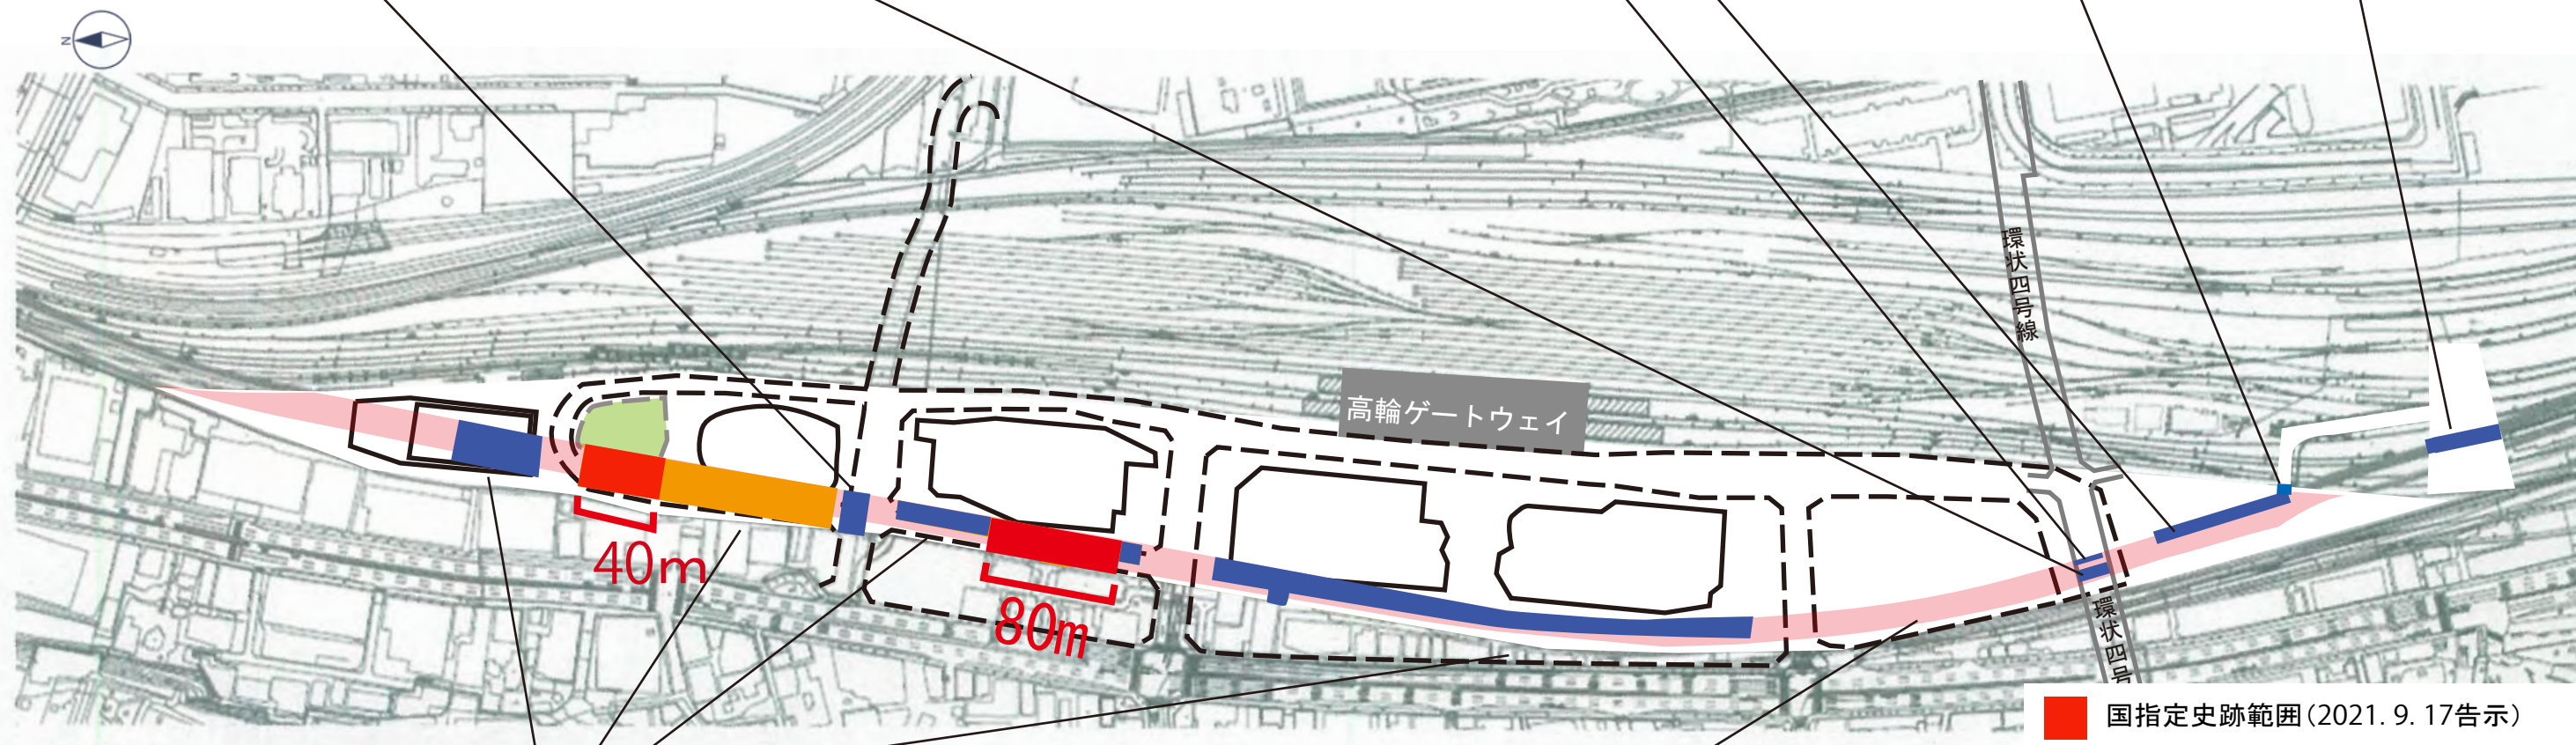 N
環状四号線
高輪ゲートウェイ
40m
80m
環状四号
国指定史跡範囲(2021. 9. 17告示)